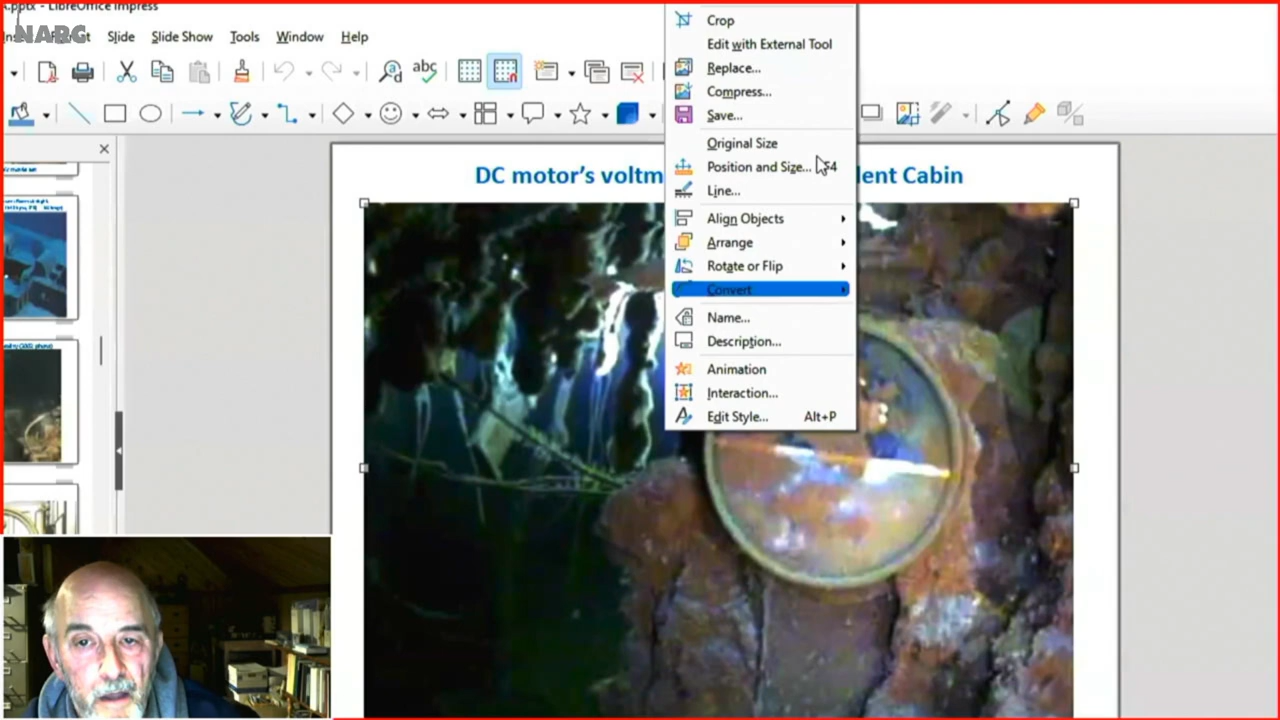 .pptx - LibreOffice Impress
NARG
Slide
Slide Show
Tools
Window
Help
abc
DC motor's voltm
lent Cabin
Crop
Edit with External Tool
Replace...
Compress...
Save...
Original Size
Position and Size...
F4
Line...
Align Objects
Arrange
Rotate or Flip
Convert
Name...
Description...
Animation
Interaction...
Edit Style...
Alt+P